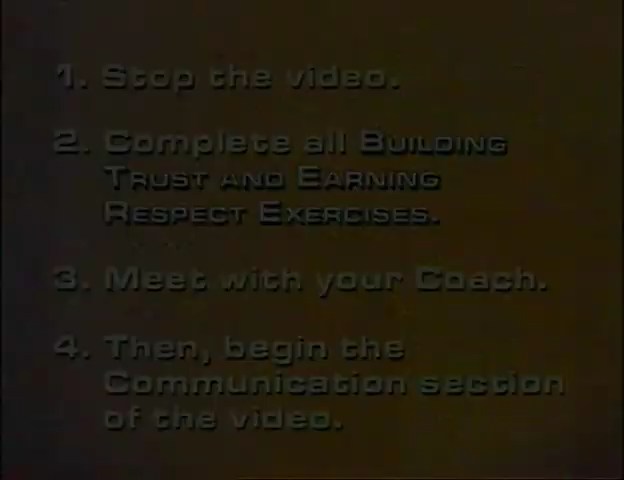 1. Stop the video.
2. Complete all BUILDING
TRUST AND EARNING
RESPECT EXERCISES.
3. Meet with your Coach.
4. Then, begin the
Communication section
of the video.